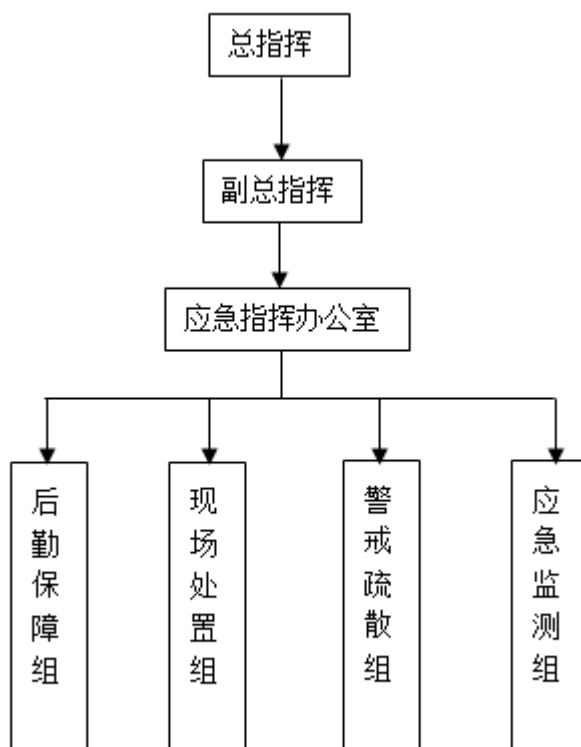 总指挥
副总指挥
应急指挥办公室
后勤保障组
现场处置组
警戒疏散组
应急监测组